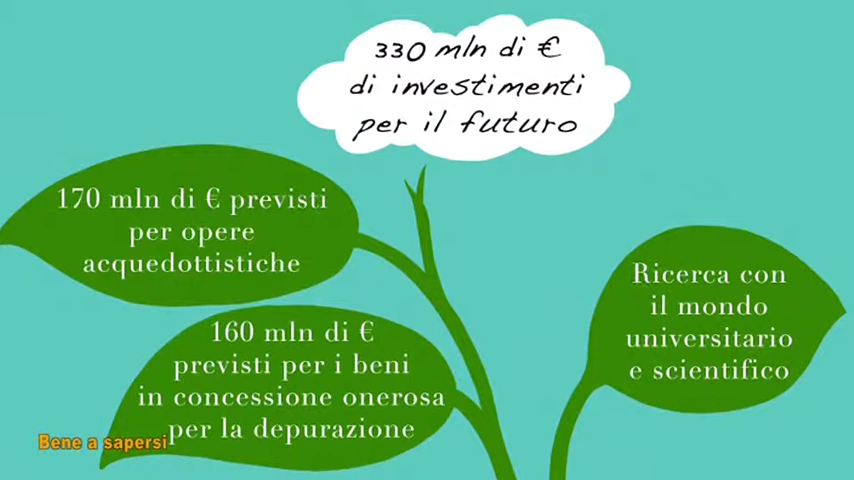 330 mln di €
di investimenti
per il futuro
170 mln di € previsti
per opere
acquedottistiche
160 mln di €
previsti per i beni
in concessione onerosa
per la depurazione
Ricerca con
il mondo
universitario
e scientifico
Bene a sapersi